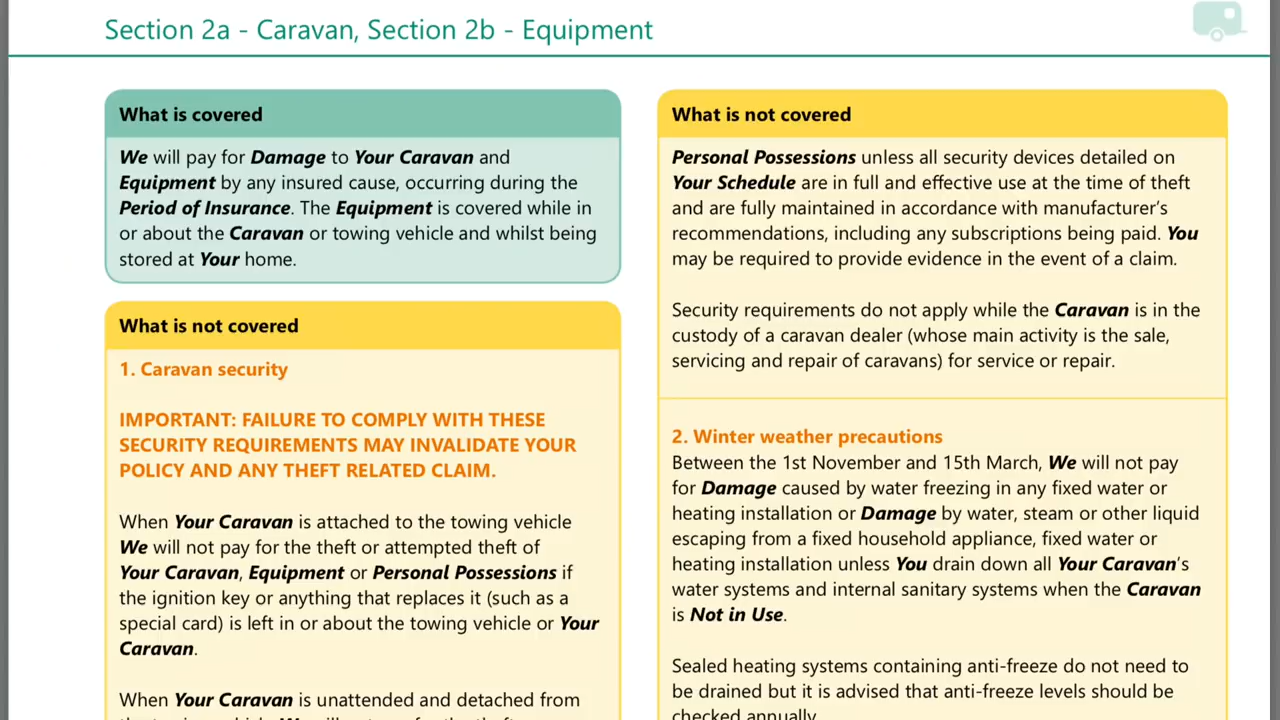 Section 2a - Caravan, Section 2b - Equipment
What is covered
We will pay for Damage to Your Caravan and
Equipment by any insured cause, occurring during the
Period of Insurance. The Equipment is covered while in
or about the Caravan or towing vehicle and whilst being
stored at Your home.
What is not covered
1. Caravan security
IMPORTANT: FAILURE TO COMPLY WITH THESE
SECURITY REQUIREMENTS MAY INVALIDATE YOUR
POLICY AND ANY THEFT RELATED CLAIM.
When Your Caravan is attached to the towing vehicle
We will not pay for the theft or attempted theft of
Your Caravan, Equipment or Personal Possessions if
the ignition key or anything that replaces it (such as a
special card) is left in or about the towing vehicle or Your
Caravan.
When Your Caravan is unattended and detached from
What is not covered
Personal Possessions unless all security devices detailed on
Your Schedule are in full and effective use at the time of theft
and are fully maintained in accordance with manufacturer's
recommendations, including any subscriptions being paid. You
may be required to provide evidence in the event of a claim.
Security requirements do not apply while the Caravan is in the
custody of a caravan dealer (whose main activity is the sale,
servicing and repair of caravans) for service or repair.
2. Winter weather precautions
Between the 1st November and 15th March, We will not pay
for Damage caused by water freezing in any fixed water or
heating installation or Damage by water, steam or other liquid
escaping from a fixed household appliance, fixed water or
heating installation unless You drain down all Your Caravan's
water systems and internal sanitary systems when the Caravan
is Not in Use.
Sealed heating systems containing anti-freeze do not need to
be drained but it is advised that anti-freeze levels should be
checked annually